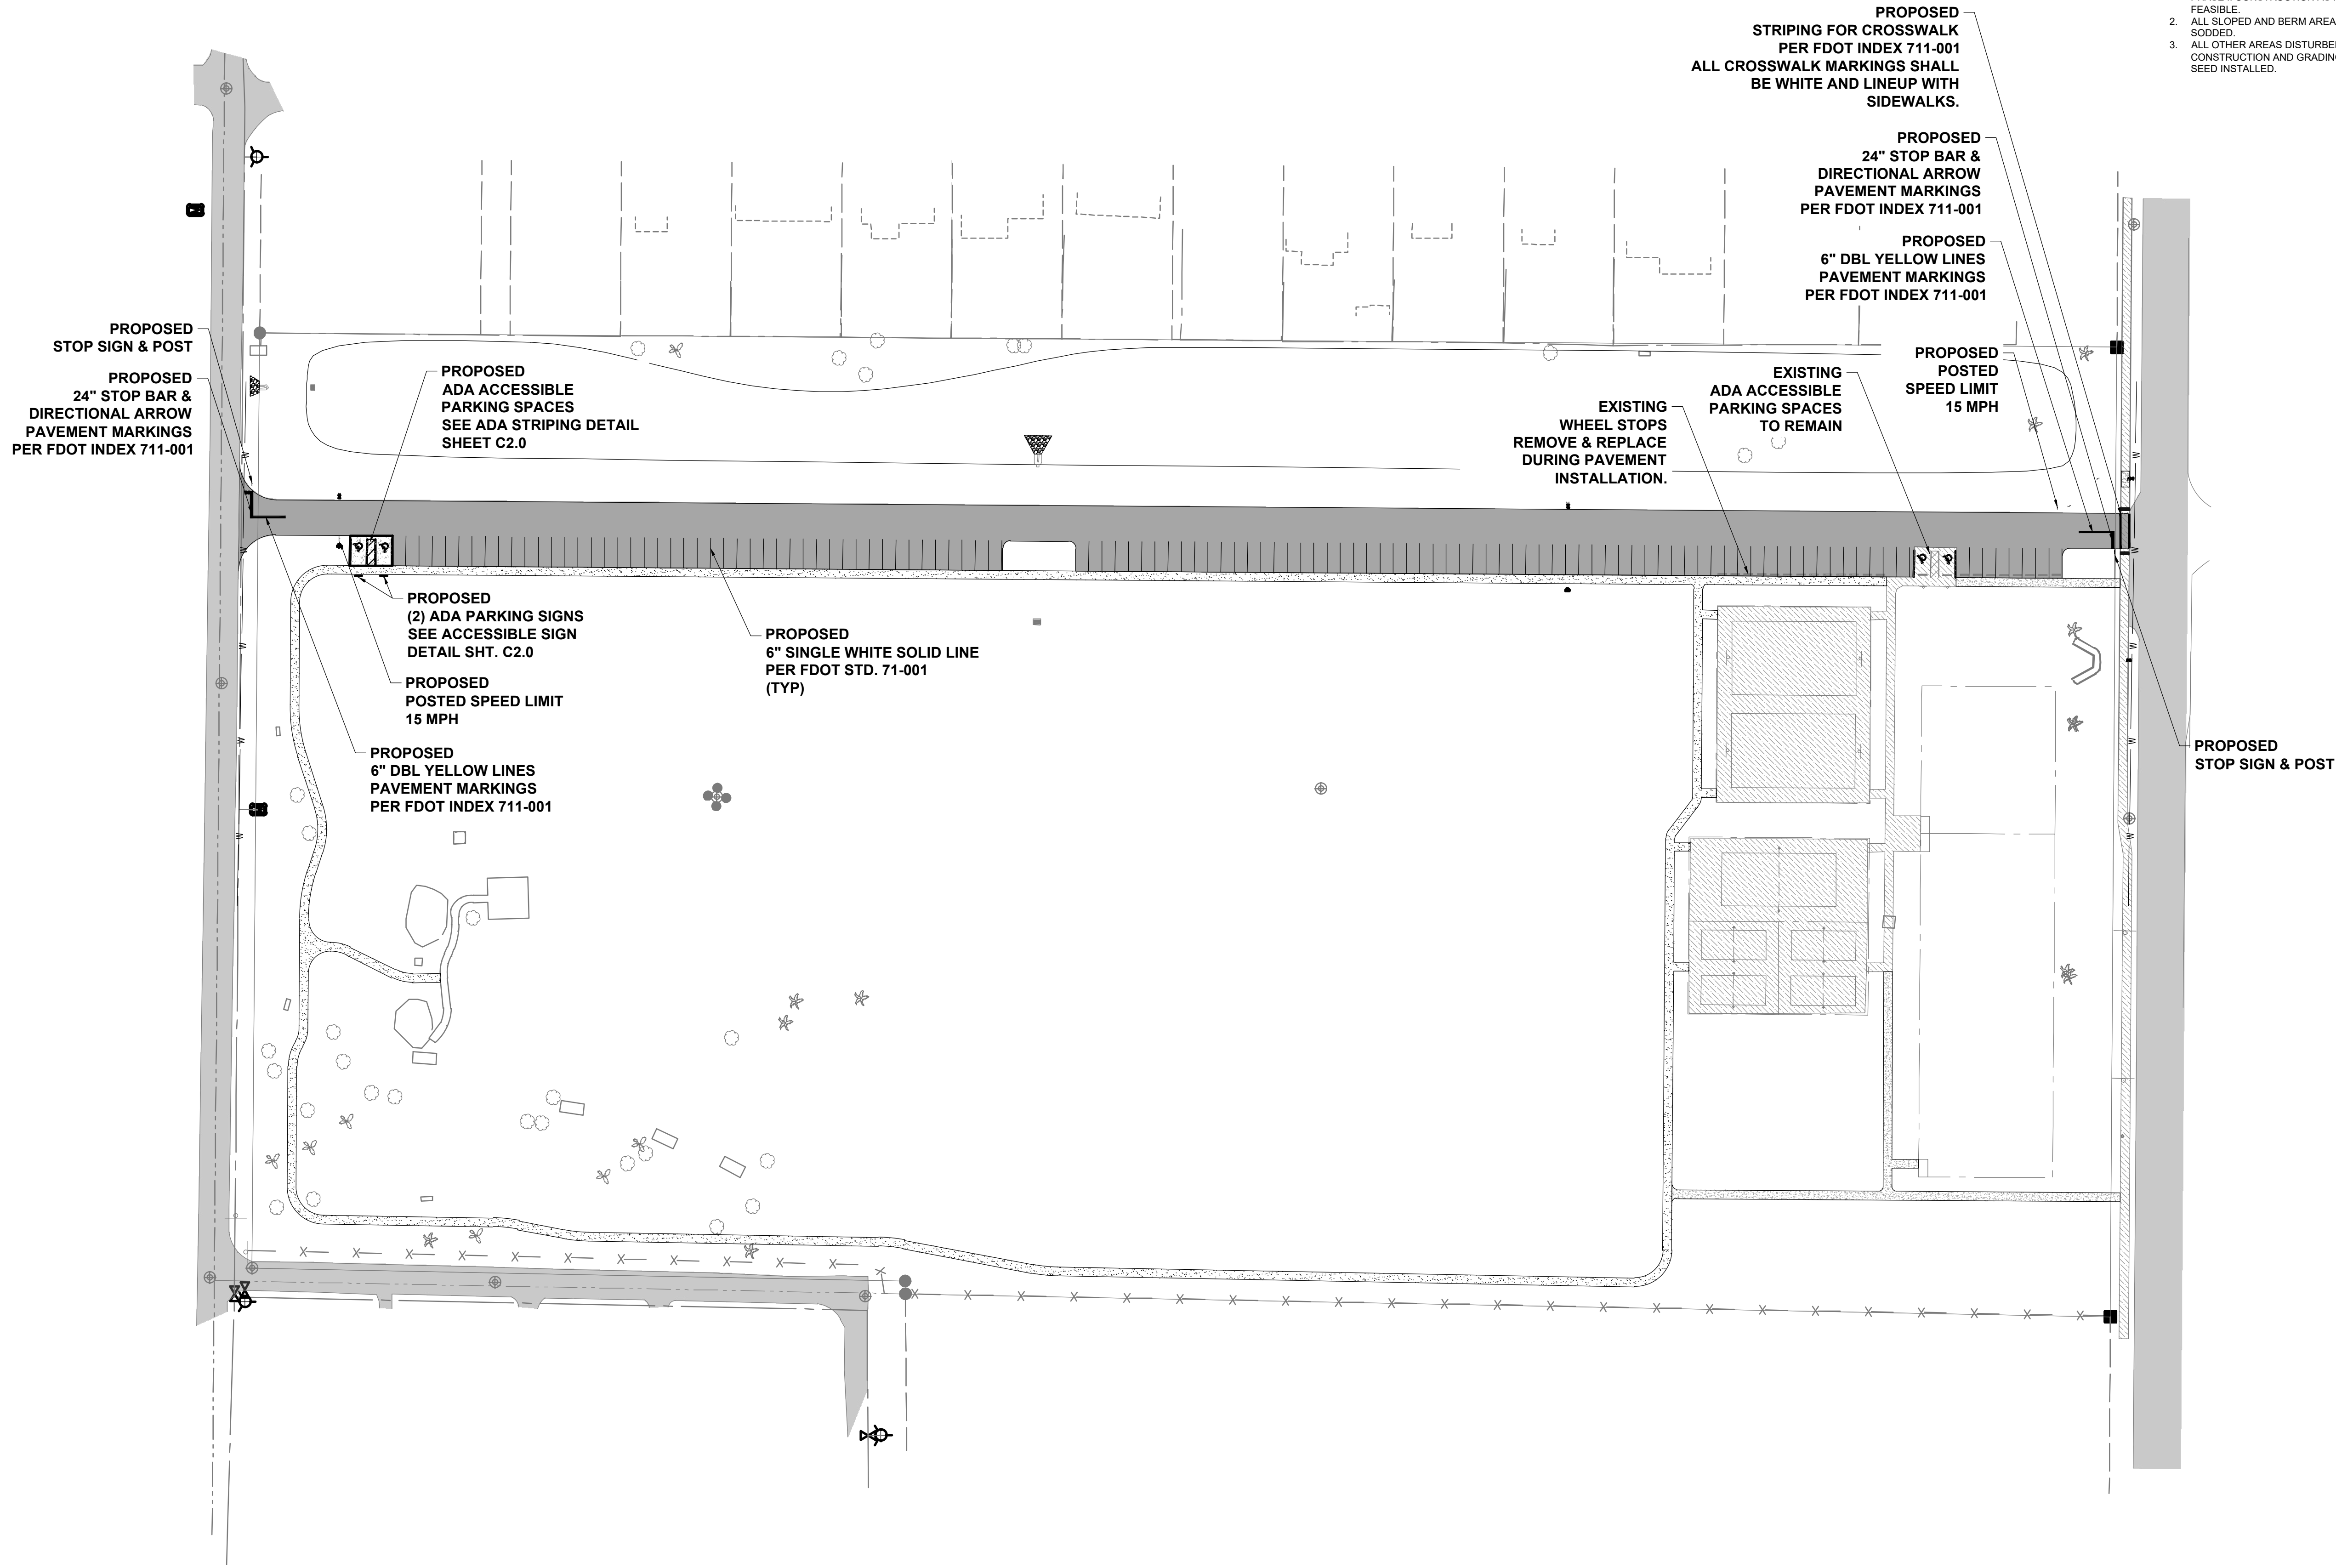 FEASIBLE.
2. ALL SLOPED AND BERM AREA
SODDED.
3. ALL OTHER AREAS DISTURBE
CONSTRUCTION AND GRADIN
SEED INSTALLED.
PROPOSED
STRIPING FOR CROSSWALK
PER FDOT INDEX 711-001
ALL CROSSWALK MARKINGS SHALL
BE WHITE AND LINEUP WITH
SIDEWALKS.
PROPOSED
24" STOP BAR &
DIRECTIONAL ARROW
PAVEMENT MARKINGS
PER FDOT INDEX 711-001
PROPOSED
6" DBL YELLOW LINES
PAVEMENT MARKINGS
PER FDOT INDEX 711-001
PROPOSED
POSTED
SPEED LIMIT
15 MPH
EXISTING
ADA ACCESSIBLE
PARKING SPACES
TO REMAIN
EXISTING
WHEEL STOPS
REMOVE & REPLACE
DURING PAVEMENT
INSTALLATION.
PROPOSED
STOP SIGN & POST
PROPOSED
24" STOP BAR &
DIRECTIONAL ARROW
PAVEMENT MARKINGS
PER FDOT INDEX 711-001
PROPOSED
ADA ACCESSIBLE
PARKING SPACES
SEE ADA STRIPING DETAIL
SHEET C2.0
PROPOSED
(2) ADA PARKING SIGNS
SEE ACCESSIBLE SIGN
DETAIL SHT. C2.0
PROPOSED
POSTED SPEED LIMIT
15 MPH
PROPOSED
6" DBL YELLOW LINES
PAVEMENT MARKINGS
PER FDOT INDEX 711-001
PROPOSED
6" SINGLE WHITE SOLID LINE
PER FDOT STD. 71-001
(TYP)
PROPOSED
STOP SIGN & POST